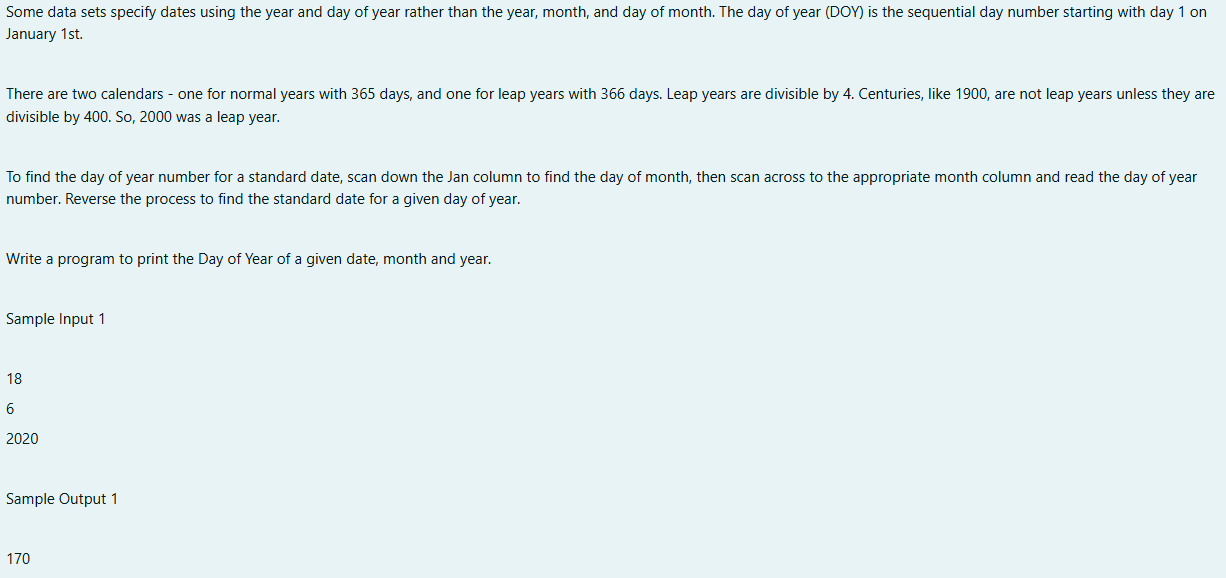 Some data sets specify dates using the year and day of year rather than the year, month, and day of month. The day of year (DOY) is the sequential day number starting with day 1 on
January 1st.
There are two calendars - one for normal years with 365 days, and one for leap years with 366 days. Leap years are divisible by 4. Centuries, like 1900, are not leap years unless they are
divisible by 400. So, 2000 was a leap year.
To find the day of year number for a standard date, scan down the Jan column to find the day of month, then scan across to the appropriate month column and read the day of year
number. Reverse the process to find the standard date for a given day of year.
Write a program to print the Day of Year of a given date, month and year.
Sample Input 1
18
6
2020
Sample Output 1
170